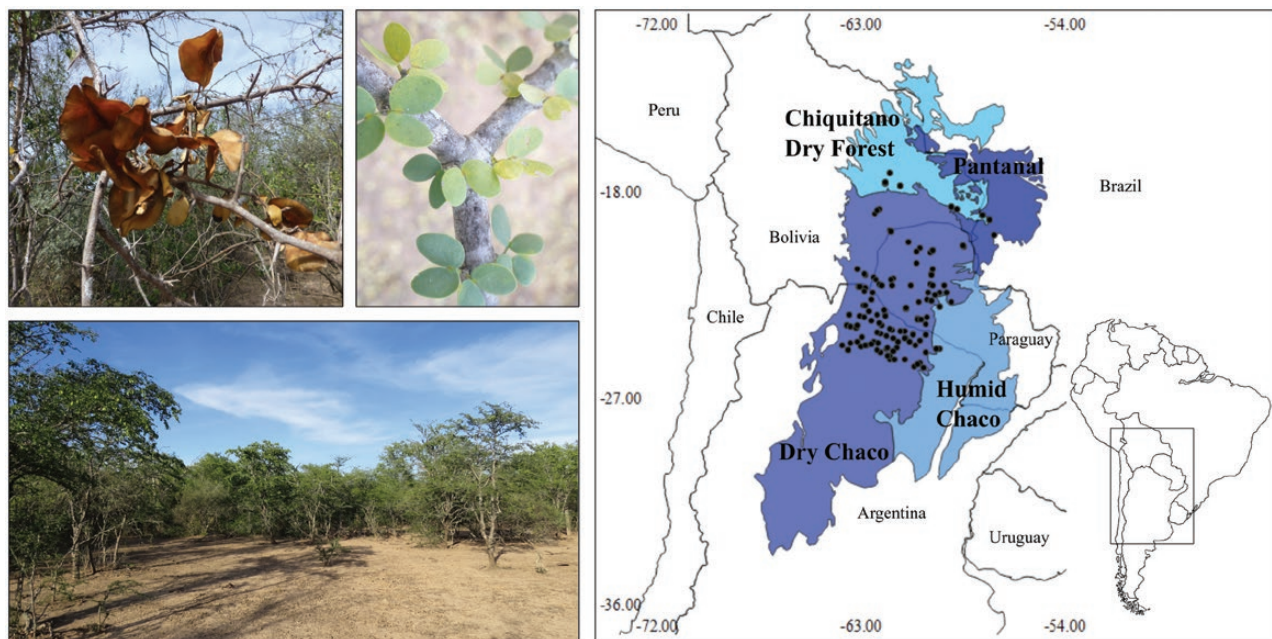 -72.00
-63.00
-54.00
Peru
Chiquitano
Dry Forest
Pantanal
-18.00
Brazil
Bolivia
Chile
Paraguay
-27.00
Humid
Chaco
Dry Chaco
Argentina
Uruguay
-36.00
-72.00
-63.00
-54.00